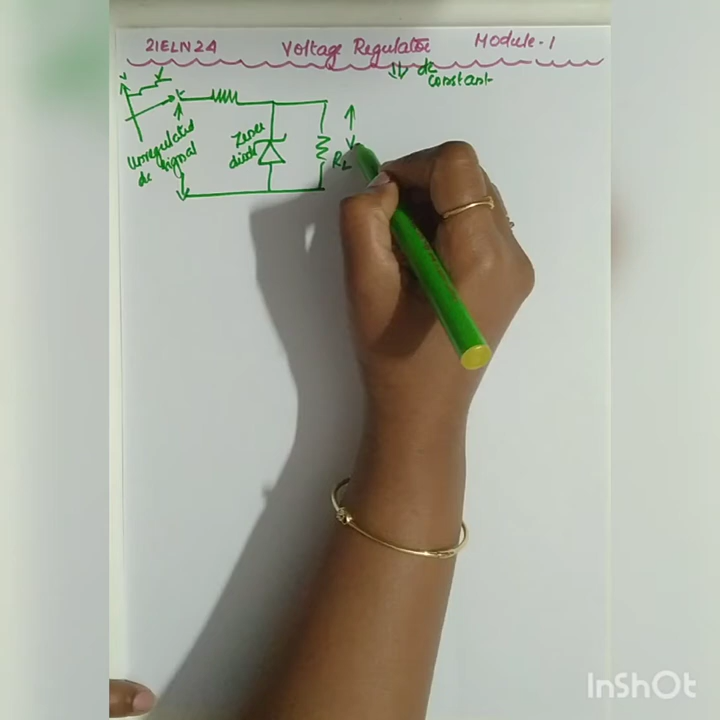 21ELN24 Voltage Regulator Module-1
dc
constant
V
Unregulated
dc signal
Zener
diode
RL
V
InShOt